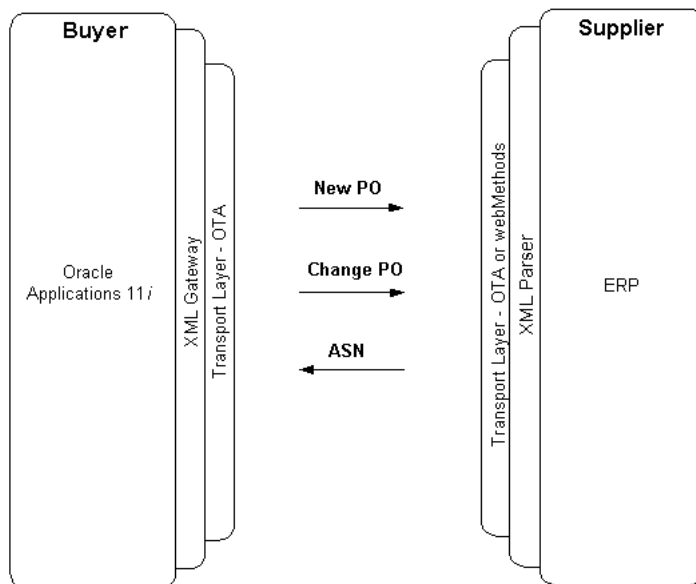 Buyer
Oracle
Applications 11i
XML Gateway
Transport Layer - OTA
New PO
Change PO
ASN
Transport Layer - OTA or webMethods
XML Parser
Supplier
ERP